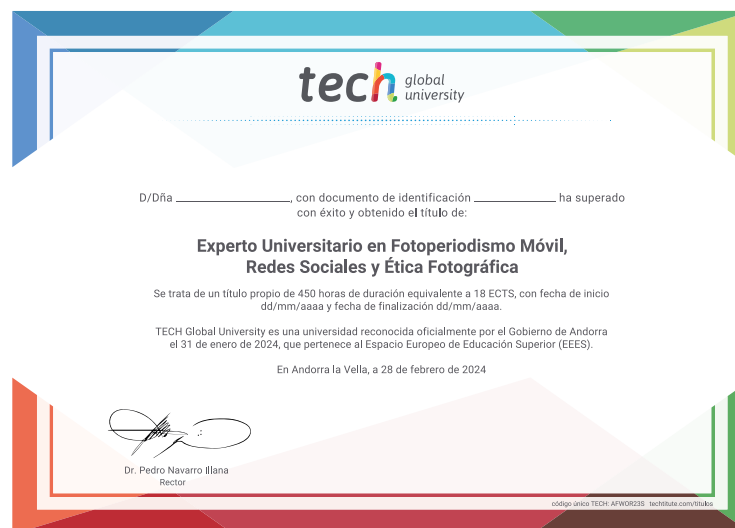 tech global university
D/Dña ____________________, con documento de identificación ______________ ha superado
con éxito y obtenido el título de:
Experto Universitario en Fotoperiodismo Móvil,
Redes Sociales y Ética Fotográfica
Se trata de un título propio de 450 horas de duración equivalente a 18 ECTS, con fecha de inicio
dd/mm/aaaa y fecha de finalización dd/mm/aaaa.
TECH Global University es una universidad reconocida oficialmente por el Gobierno de Andorra
el 31 de enero de 2024, que pertenece al Espacio Europeo de Educación Superior (EEES).
En Andorra la Vella, a 28 de febrero de 2024
Dr. Pedro Navarro Illana
Rector
código único TECH: AFWOR23S techtitute.com/titulos